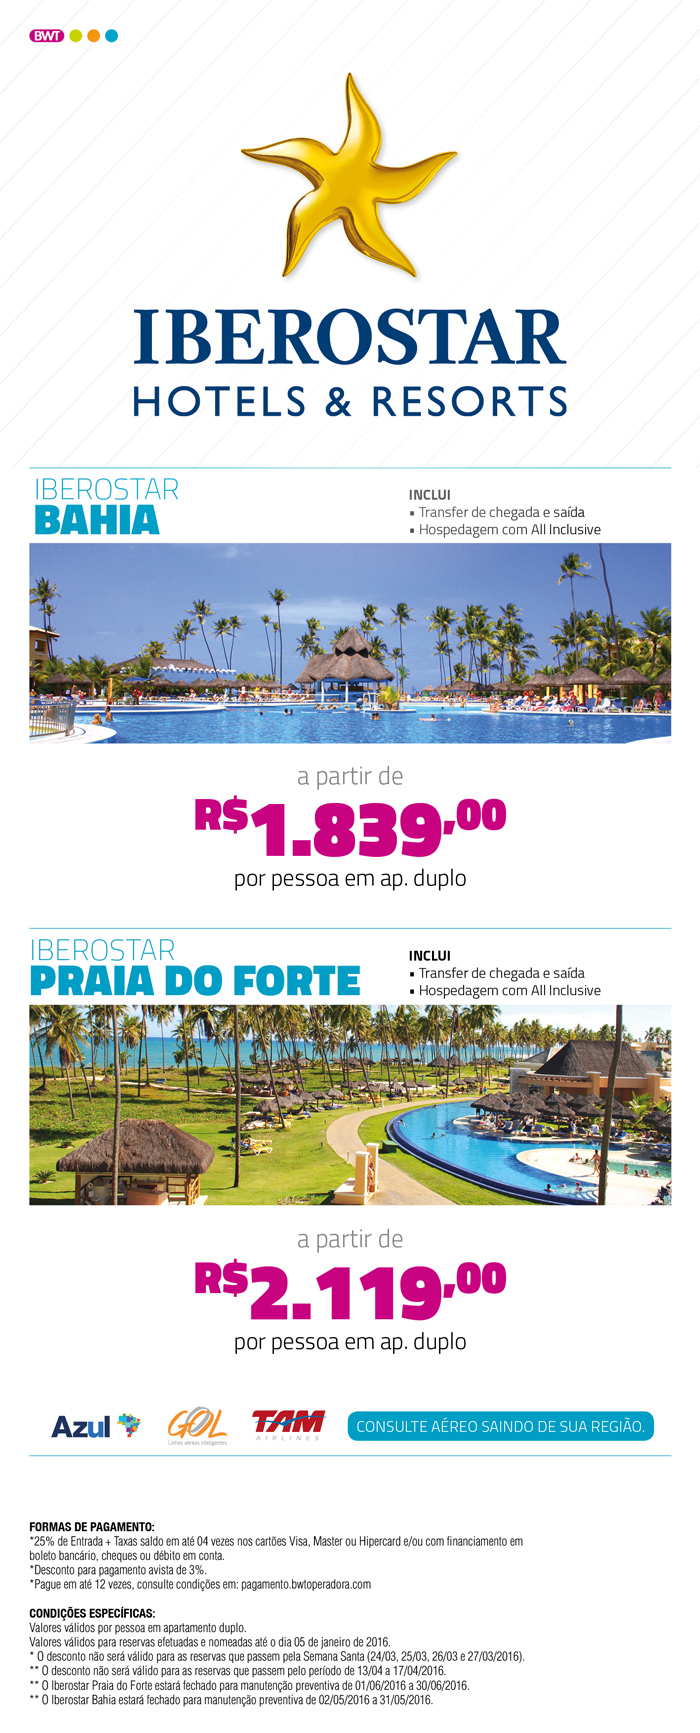 BWT
IBEROSTAR
HOTELS & RESORTS
IBEROSTAR
BAHIA
INCLUI
• Transfer de chegada e saída
• Hospedagem com All Inclusive
a partir de
R$1.839,00
por pessoa em ap. duplo
IBEROSTAR
PRAIA DO FORTE
INCLUI
• Transfer de chegada e saída
• Hospedagem com All Inclusive
a partir de
R$2.119,00
por pessoa em ap. duplo
Azul
GOL
Linhas aéreas inteligentes
TAM
AIRLINES
CONSULTE AÉREO SAINDO DE SUA REGIÃO.
FORMAS DE PAGAMENTO:
*25% de Entrada + Taxas saldo em até 04 vezes nos cartões Visa, Master ou Hipercard e/ou com financiamento em
boleto bancário, cheques ou débito em conta.
*Desconto para pagamento avista de 3%.
*Pague em até 12 vezes, consulte condições em: pagamento.bwtoperadora.com
CONDIÇÕES ESPECÍFICAS:
Valores válidos por pessoa em apartamento duplo.
Valores válidos para reservas efetuadas e nomeadas até o dia 05 de janeiro de 2016.
* O desconto não será válido para as reservas que passem pela Semana Santa (24/03, 25/03, 26/03 e 27/03/2016).
** O desconto não será válido para as reservas que passem pelo período de 13/04 a 17/04/2016.
** O Iberostar Praia do Forte estará fechado para manutenção preventiva de 01/06/2016 a 30/06/2016.
** O Iberostar Bahia estará fechado para manutenção preventiva de 02/05/2016 a 31/05/2016.